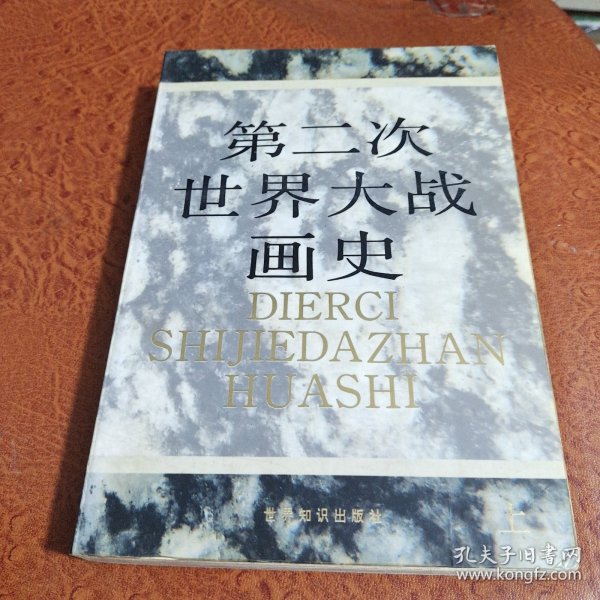 第二次
世界大战
画史
DIERCI
SHIJIEDAZHAN
HUASHI
世界知识出版社
上
孔夫子旧书网
www.kongfz.com